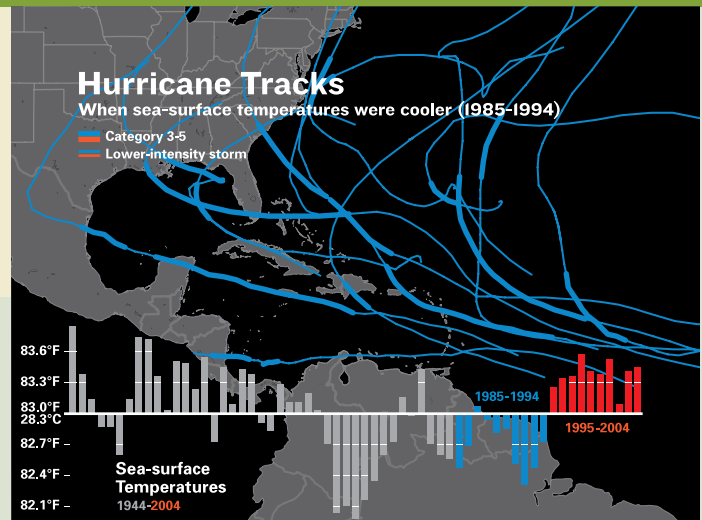 Hurricane Tracks
When sea-surface temperatures were cooler (1985-1994)
Category 3-5
Lower-intensity storm
83.6°F
83.3°F
83.0°F
28.3°C
82.7°F
82.4°F
82.1°F
1985-1994
1995-2004
Sea-surface
Temperatures
1944-2004